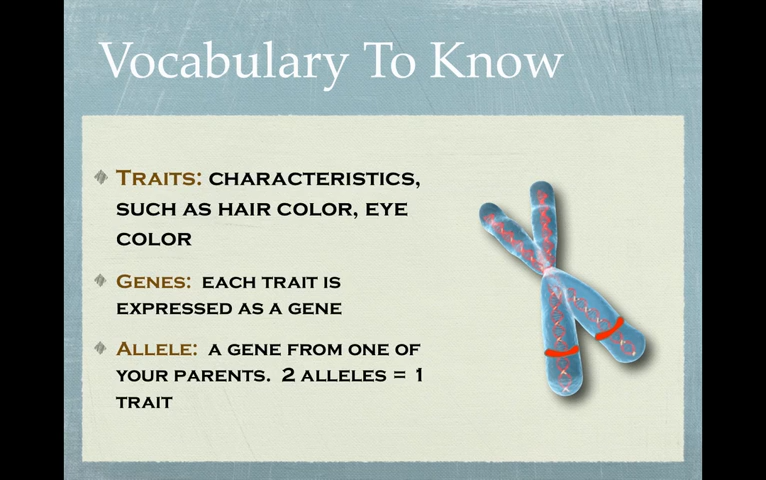 Vocabulary To Know
Traits: characteristics,
such as hair color, eye
color
Genes: each trait is
expressed as a gene
Allele: a gene from one of
your parents. 2 alleles = 1
trait